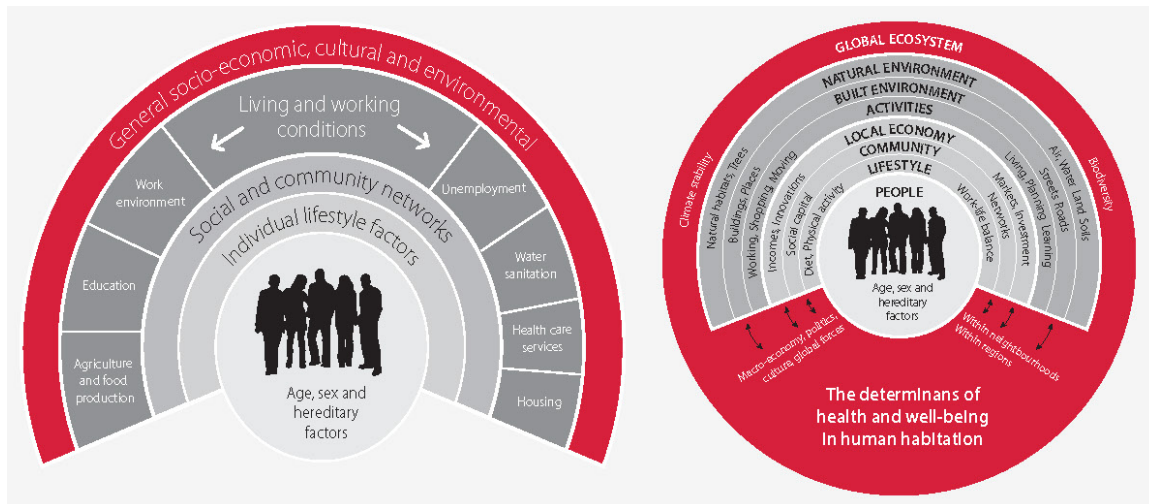 General socio-economic, cultural and environmental
Living and working
conditions
Work
environment
Education
Agriculture
and food
production
Unemployment
Water
sanitation
Health care
services
Housing
Social and community networks
Individual lifestyle factors
Age, sex and
hereditary
factors
GLOBAL ECOSYSTEM
NATURAL ENVIRONMENT
BUILT ENVIRONMENT
ACTIVITIES
LOCAL ECONOMY
COMMUNITY
LIFESTYLE
PEOPLE
Age, sex and
hereditary
factors
Climate stability
Natural habitats, Trees
Buildings, Places
Working, Shopping, Moving
Incomes, Innovations
Social capital
Diet, Physical activity
Work-life balance
Networks
Markets, Investment
Living, Planning Learning
Streets Roads
Air, Water Land Soils
Biodiversity
Macro-economy, politics,
culture, global forces
Within neighbourhoods
Within regions
The determinans of
health and well-being
in human habitation